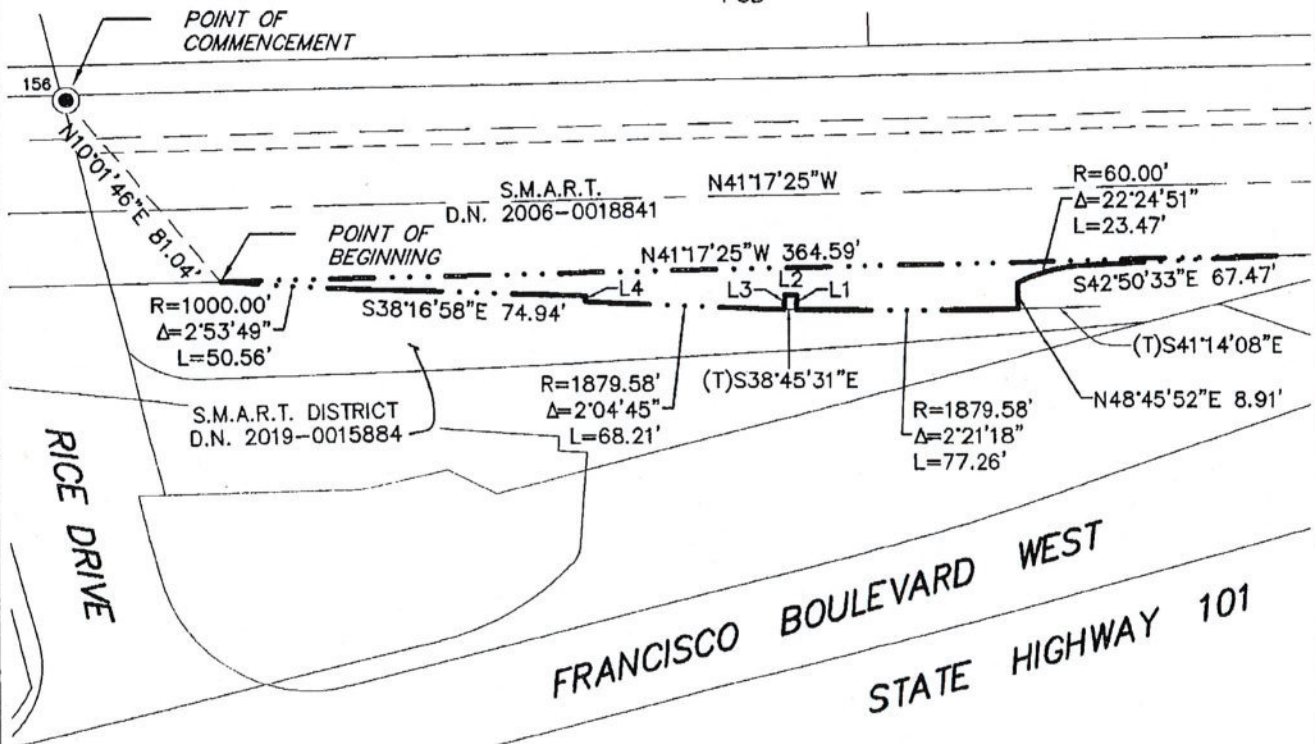 POINT OF
COMMENCEMENT
156
N10°01'46"E 81.04'
S.M.A.R.T.
D.N. 2006-0018841
N41°17'25"W
R=60.00'
Δ=22°24'51"
L=23.47'
POINT OF
BEGINNING
N41°17'25"W 364.59'
L2
L3
L1
L4
S42°50'33"E 67.47'
R=1000.00'
Δ=2°53'49"
L=50.56'
S38°16'58"E 74.94'
(T)S41°14'08"E
(T)S38°45'31"E
N48°45'52"E 8.91'
R=1879.58'
Δ=2°04'45"
L=68.21'
R=1879.58'
Δ=2°21'18"
L=77.26'
S.M.A.R.T. DISTRICT
D.N. 2019-0015884
RICE DRIVE
FRANCISCO BOULEVARD WEST
STATE HIGHWAY 101